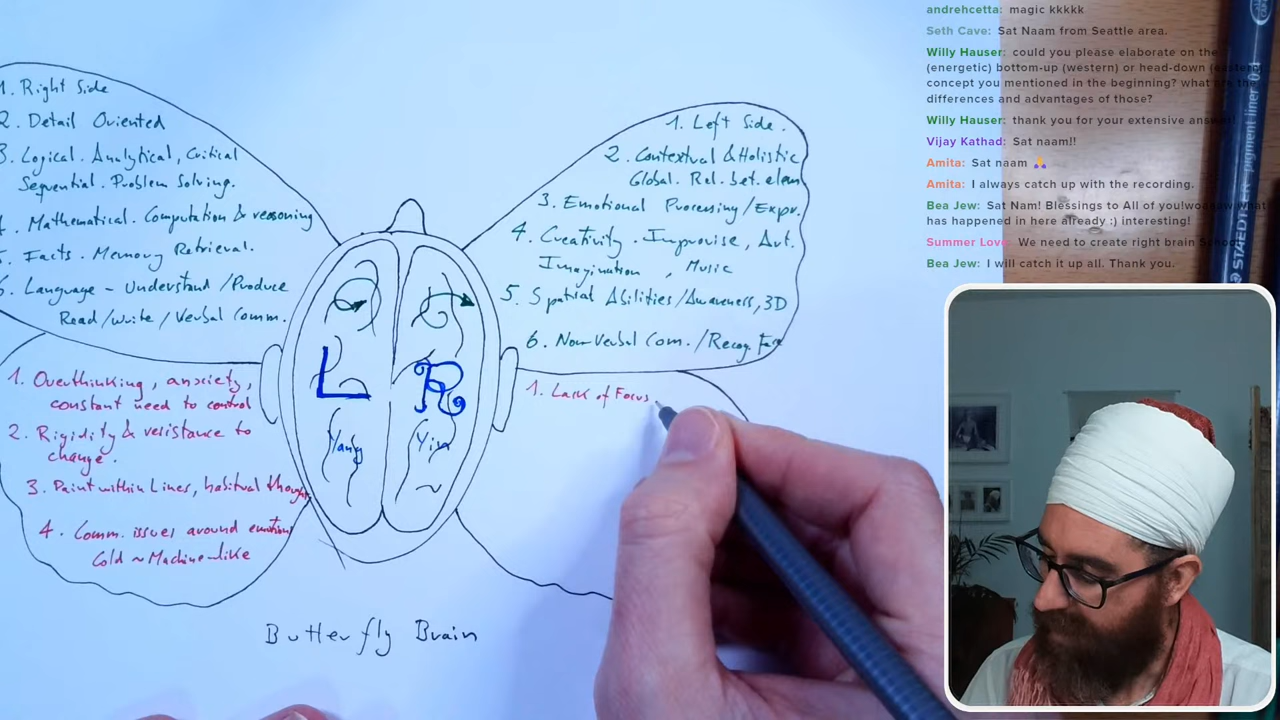 1. Right Side
2. Detail Oriented
3. Logical. Analytical, Critical
Sequential. Problem Solving.
4. Mathematical. Computation & reasoning
5. Facts. Memory Retrieval.
6. Language - Understand / Produce
Read/write / Verbal Comm.
1. Overthinking, anxiety,
constant need to control
2. Rigidity & resistance to
change.
3. Paint within Lines, habitual
4. Comm. issues around
Cold ~ Machine-like
L
R
Yang
Yin
Butterfly Brain
1. Left Side.
2. Contextual & Holistic
Global. Rel. bet. elem
3. Emotional Processing/Expr.
4. Creativity. Improvise, Art.
Imagination, Music
5. Spatial Abilities/Awareness, 3D
6. Non-Verbal Com. / Recog.
1. Lack of Focus
andrehcetta: magic kkkkk
Seth Cave: Sat Naam from Seattle area.
Willy Hauser: could you please elaborate on the
(energetic) bottom-up (western) or head-down (eastern)
concept you mentioned in the beginning? what are the
differences and advantages of those?
Willy Hauser: thank you for your extensive
Vijay Kathad: Sat naam!!
Amita: Sat naam 🙏
Amita: I always catch up with the recording.
Bea Jew: Sat Nam! Blessings to All of you! what
has happened in here already :) interesting!
Summer Love: We need to create right brain
Bea Jew: I will catch it up all. Thank you.
STAEDTLER pigment liner